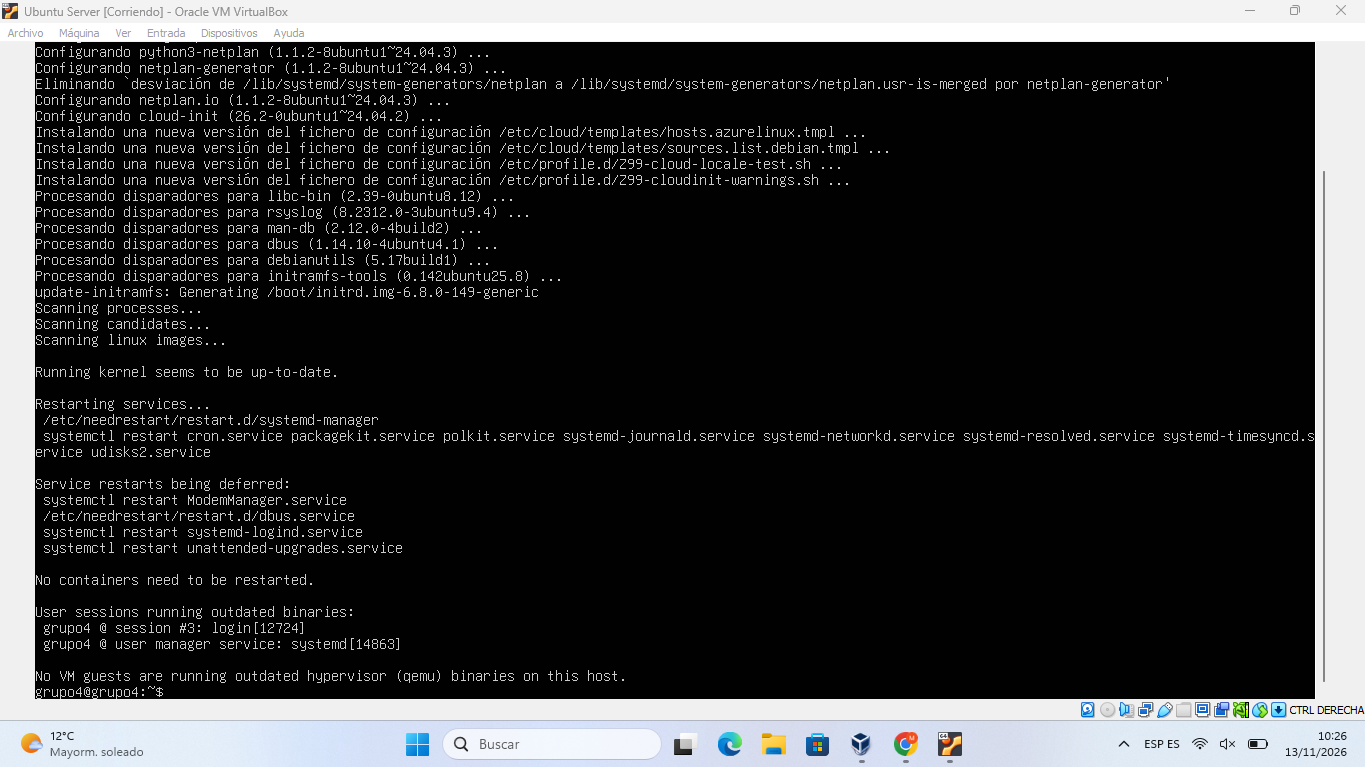 Ubuntu Server [Corriendo] - Oracle VM VirtualBox
Archivo Máquina Ver Entrada Dispositivos Ayuda
Configurando python3-netplan (1.1.2-8ubuntu1~24.04.3) ...
Configurando netplan-generator (1.1.2-8ubuntu1~24.04.3) ...
Eliminando `desviación de /lib/systemd/system-generators/netplan a /lib/systemd/system-generators/netplan.usr-is-merged por netplan-generator'
Configurando netplan.io (1.1.2-8ubuntu1~24.04.3) ...
Configurando cloud-init (26.2-0ubuntu1~24.04.2) ...
Instalando una nueva versión del fichero de configuración /etc/cloud/templates/hosts.azurelinux.tmpl ...
Instalando una nueva versión del fichero de configuración /etc/cloud/templates/sources.list.debian.tmpl ...
Instalando una nueva versión del fichero de configuración /etc/profile.d/Z99-cloud-locale-test.sh ...
Instalando una nueva versión del fichero de configuración /etc/profile.d/Z99-cloudinit-warnings.sh ...
Procesando disparadores para libc-bin (2.39-0ubuntu8.12) ...
Procesando disparadores para rsyslog (8.2312.0-3ubuntu9.4) ...
Procesando disparadores para man-db (2.12.0-4build2) ...
Procesando disparadores para dbus (1.14.10-4ubuntu4.1) ...
Procesando disparadores para debianutils (5.17build1) ...
Procesando disparadores para initramfs-tools (0.142ubuntu25.8) ...
update-initramfs: Generating /boot/initrd.img-6.8.0-149-generic
Scanning processes...
Scanning candidates...
Scanning linux images...
Running kernel seems to be up-to-date.
Restarting services...
/etc/needrestart/restart.d/systemd-manager
systemctl restart cron.service packagekit.service polkit.service systemd-journald.service systemd-networkd.service systemd-resolved.service systemd-timesyncd.s
ervice udisks2.service
Service restarts being deferred:
systemctl restart ModemManager.service
/etc/needrestart/restart.d/dbus.service
systemctl restart systemd-logind.service
systemctl restart unattended-upgrades.service
No containers need to be restarted.
User sessions running outdated binaries:
grupo4 @ session #3: login[12724]
grupo4 @ user manager service: systemd[14863]
No VM guests are running outdated hypervisor (qemu) binaries on this host.
grupo4@grupo4:~$
CTRL DERECHA
12°C
Mayorm. soleado
Buscar
ESP ES
10:26
13/11/2026